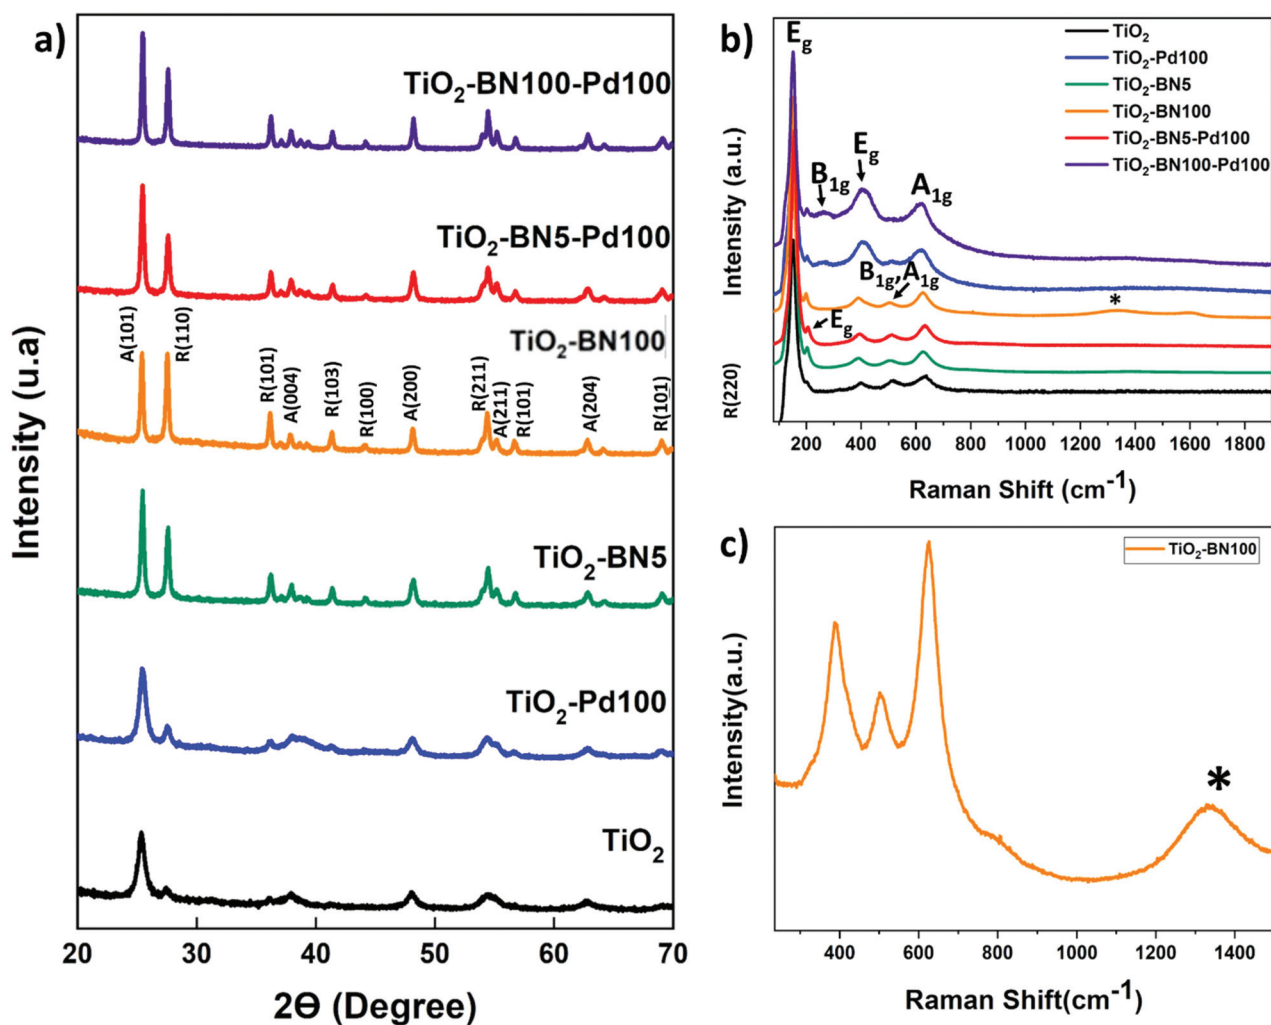 a)
TiO2-BN100-Pd100
TiO2-BN5-Pd100
TiO2-BN100
A(101)
R(110)
R(101)
A(004)
R(103)
R(100)
A(200)
R(211)
A(211)
R(101)
A(204)
R(101)
R(220)
TiO2-BN5
TiO2-Pd100
TiO2
Intensity (u.a)
20 30 40 50 60 70
2Θ (Degree)
b)
Eg
TiO2
TiO2-Pd100
TiO2-BN5
TiO2-BN100
TiO2-BN5-Pd100
TiO2-BN100-Pd100
B1g
Eg
A1g
B1g, A1g
*
Eg
Intensity (a.u.)
200 400 600 800 1000 1200 1400 1600 1800
Raman Shift (cm-1)
c)
TiO2-BN100
*
Intensity(a.u.)
400 600 800 1000 1200 1400
Raman Shift(cm-1)